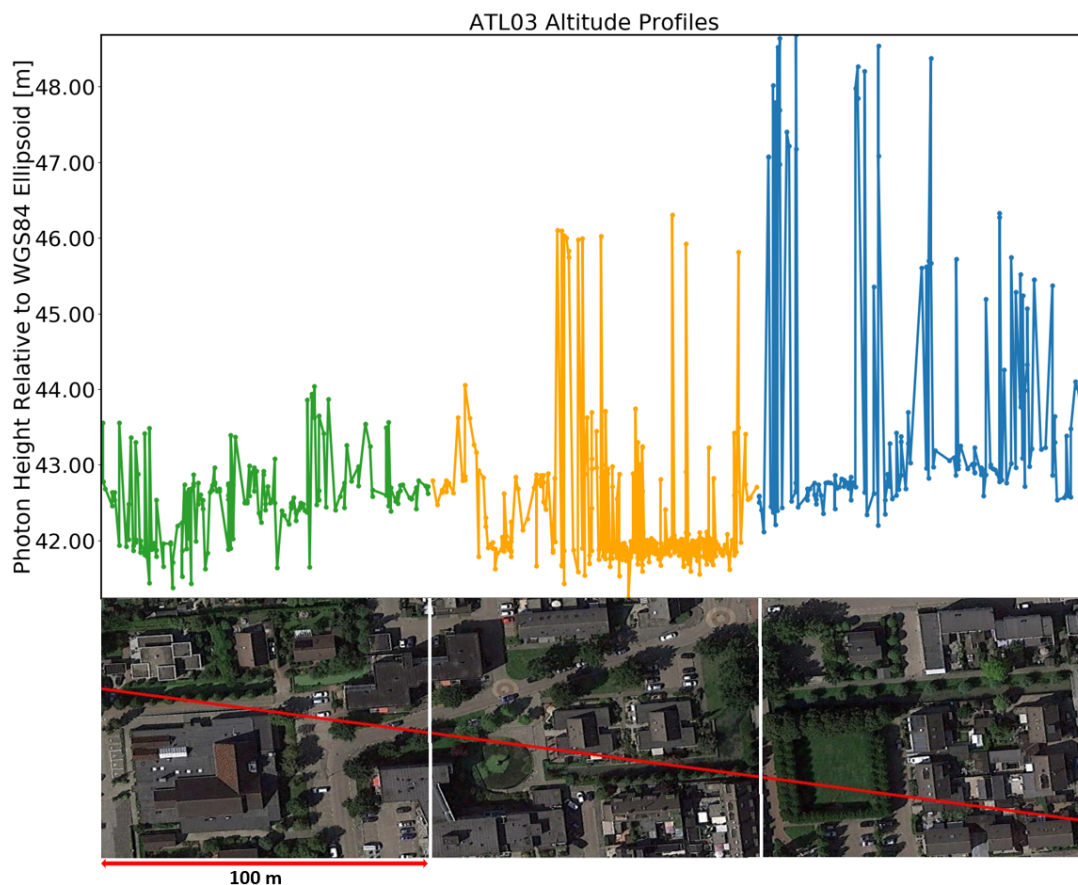 ATL03 Altitude Profiles
Photon Height Relative to WGS84 Ellipsoid [m]
48.00
47.00
46.00
45.00
44.00
43.00
42.00
100 m